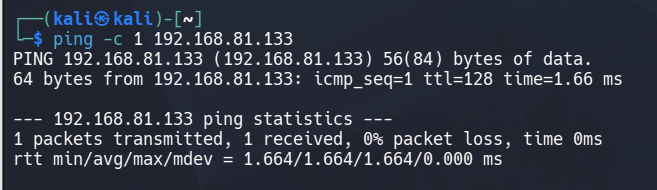 ┌──(kali㉿kali)-[~]
└─$ ping -c 1 192.168.81.133
PING 192.168.81.133 (192.168.81.133) 56(84) bytes of data.
64 bytes from 192.168.81.133: icmp_seq=1 ttl=128 time=1.66 ms

--- 192.168.81.133 ping statistics ---
1 packets transmitted, 1 received, 0% packet loss, time 0ms
rtt min/avg/max/mdev = 1.664/1.664/1.664/0.000 ms